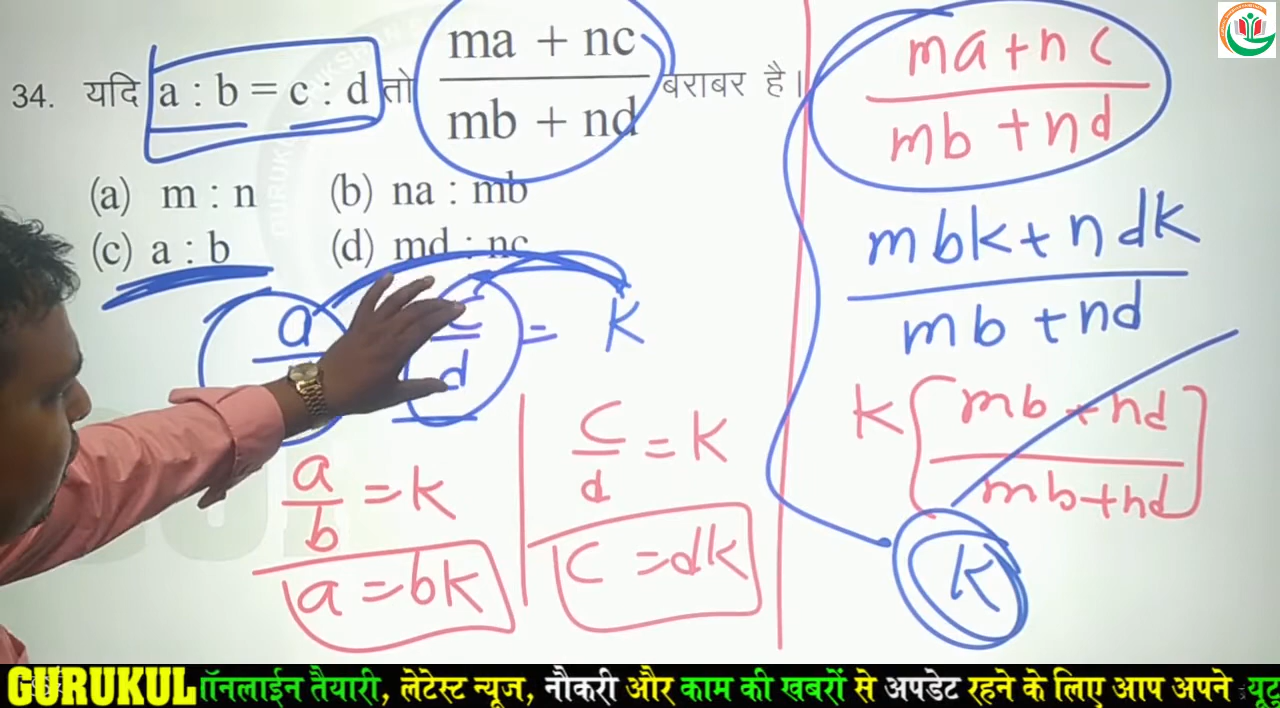 34. यदि a : b = c : d तो ma + nc / mb + nd बराबर है।
(a) m : n (b) na : mb
(c) a : b (d) md : nc
a c/d = K
a/b = K
a = bK
c/d = K
c = dK
ma + nc / mb + nd
mbk + ndk / mb + nd
K [mb + nd / mb + nd]
K
GURUKUL ऑनलाईन तैयारी, लेटेस्ट न्यूज, नौकरी और काम की खबरों से अपडेट रहने के लिए आप अपने